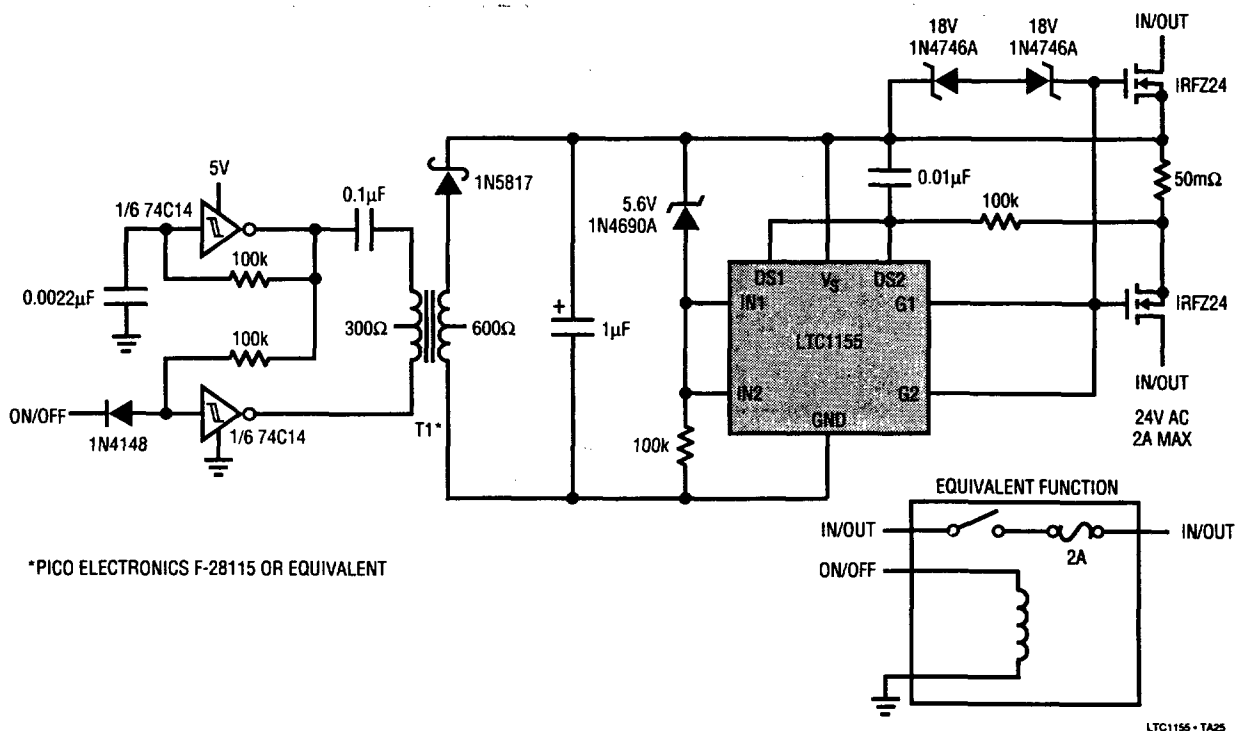 IN/OUT
18V
1N4746A
18V
1N4746A
IRFZ24
5V
1/6 74C14
0.1µF
1N5817
5.6V
1N4690A
0.01µF
100k
50mΩ
100k
0.0022µF
300Ω
600Ω
+
1µF
DS1
VS
DS2
IN1
G1
LTC1155
IN2
G2
GND
IRFZ24
100k
ON/OFF
1N4148
1/6 74C14
T1*
100k
IN/OUT
24V AC
2A MAX
EQUIVALENT FUNCTION
IN/OUT
IN/OUT
2A
ON/OFF
*PICO ELECTRONICS F-28115 OR EQUIVALENT
LTC1155 • TA25